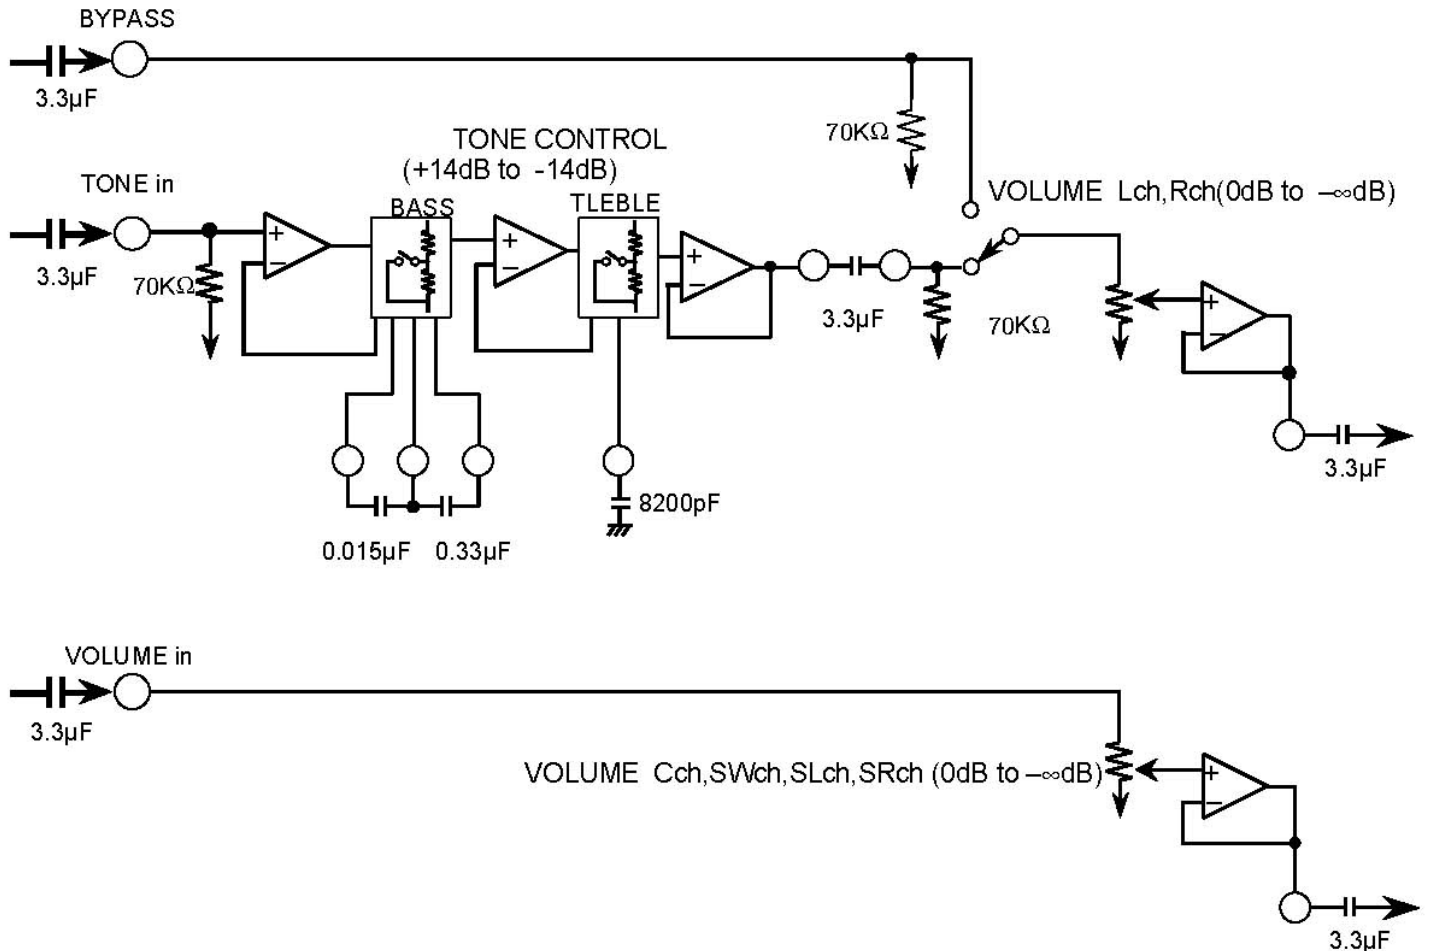 BYPASS
3.3µF
70KΩ
TONE CONTROL
(+14dB to -14dB)
TONE in
VOLUME Lch,Rch(0dB to –∞dB)
BASS
TLEBLE
+
–
+
–
+
–
3.3µF
70KΩ
3.3µF
70KΩ
+
–
3.3µF
8200pF
0.015µF 0.33µF
VOLUME in
3.3µF
VOLUME Cch,SWch,SLch,SRch (0dB to –∞dB)
+
–
3.3µF